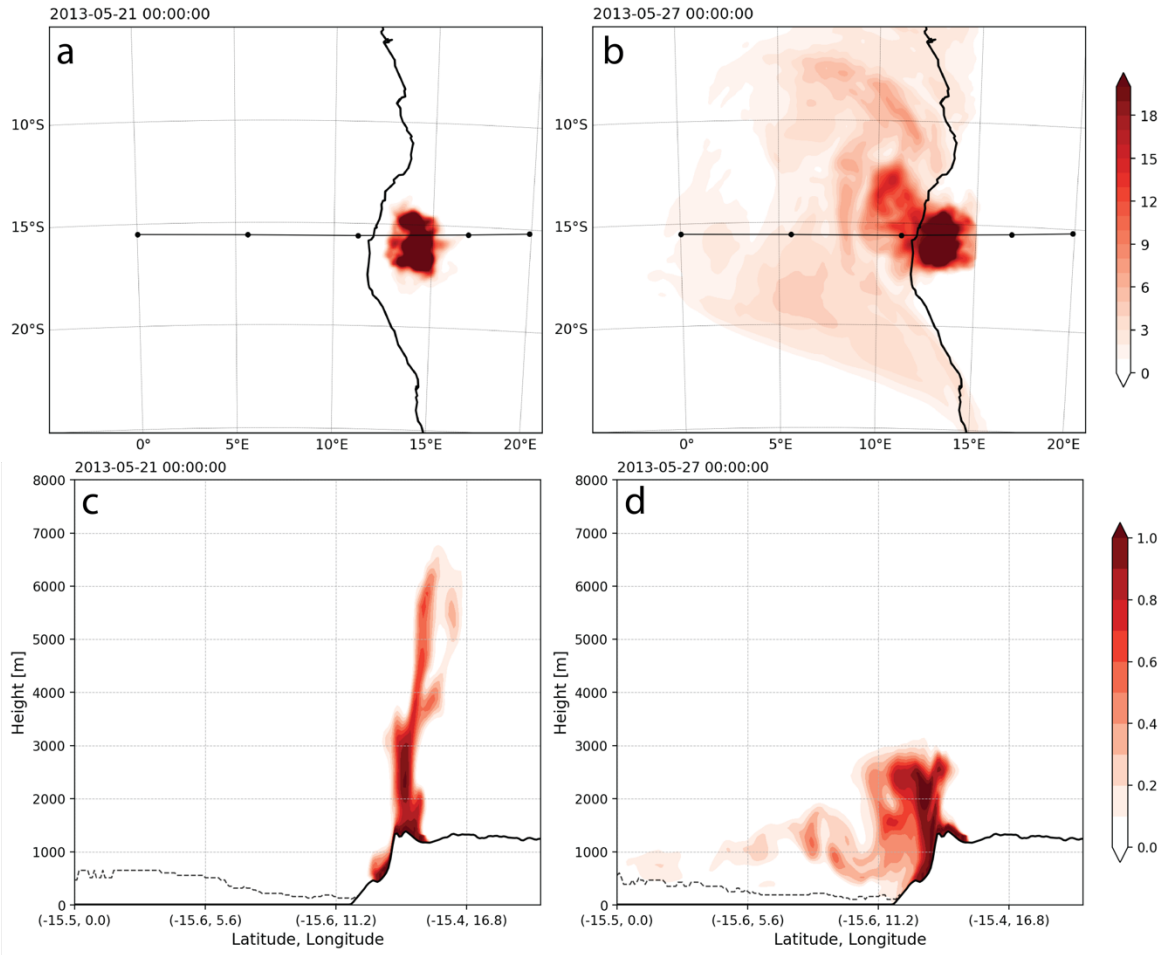 2013-05-21 00:00:00
2013-05-27 00:00:00
a
b
10°S
15°S
20°S
10°S
15°S
20°S
0°
5°E
10°E
15°E
20°E
0°
5°E
10°E
15°E
20°E
18
15
12
9
6
3
0
2013-05-21 00:00:00
2013-05-27 00:00:00
c
d
8000
7000
6000
5000
4000
3000
2000
1000
0
Height [m]
(-15.5, 0.0)
(-15.6, 5.6)
(-15.6, 11.2)
(-15.4, 16.8)
Latitude, Longitude
8000
7000
6000
5000
4000
3000
2000
1000
0
Height [m]
(-15.5, 0.0)
(-15.6, 5.6)
(-15.6, 11.2)
(-15.4, 16.8)
Latitude, Longitude
1.0
0.8
0.6
0.4
0.2
0.0